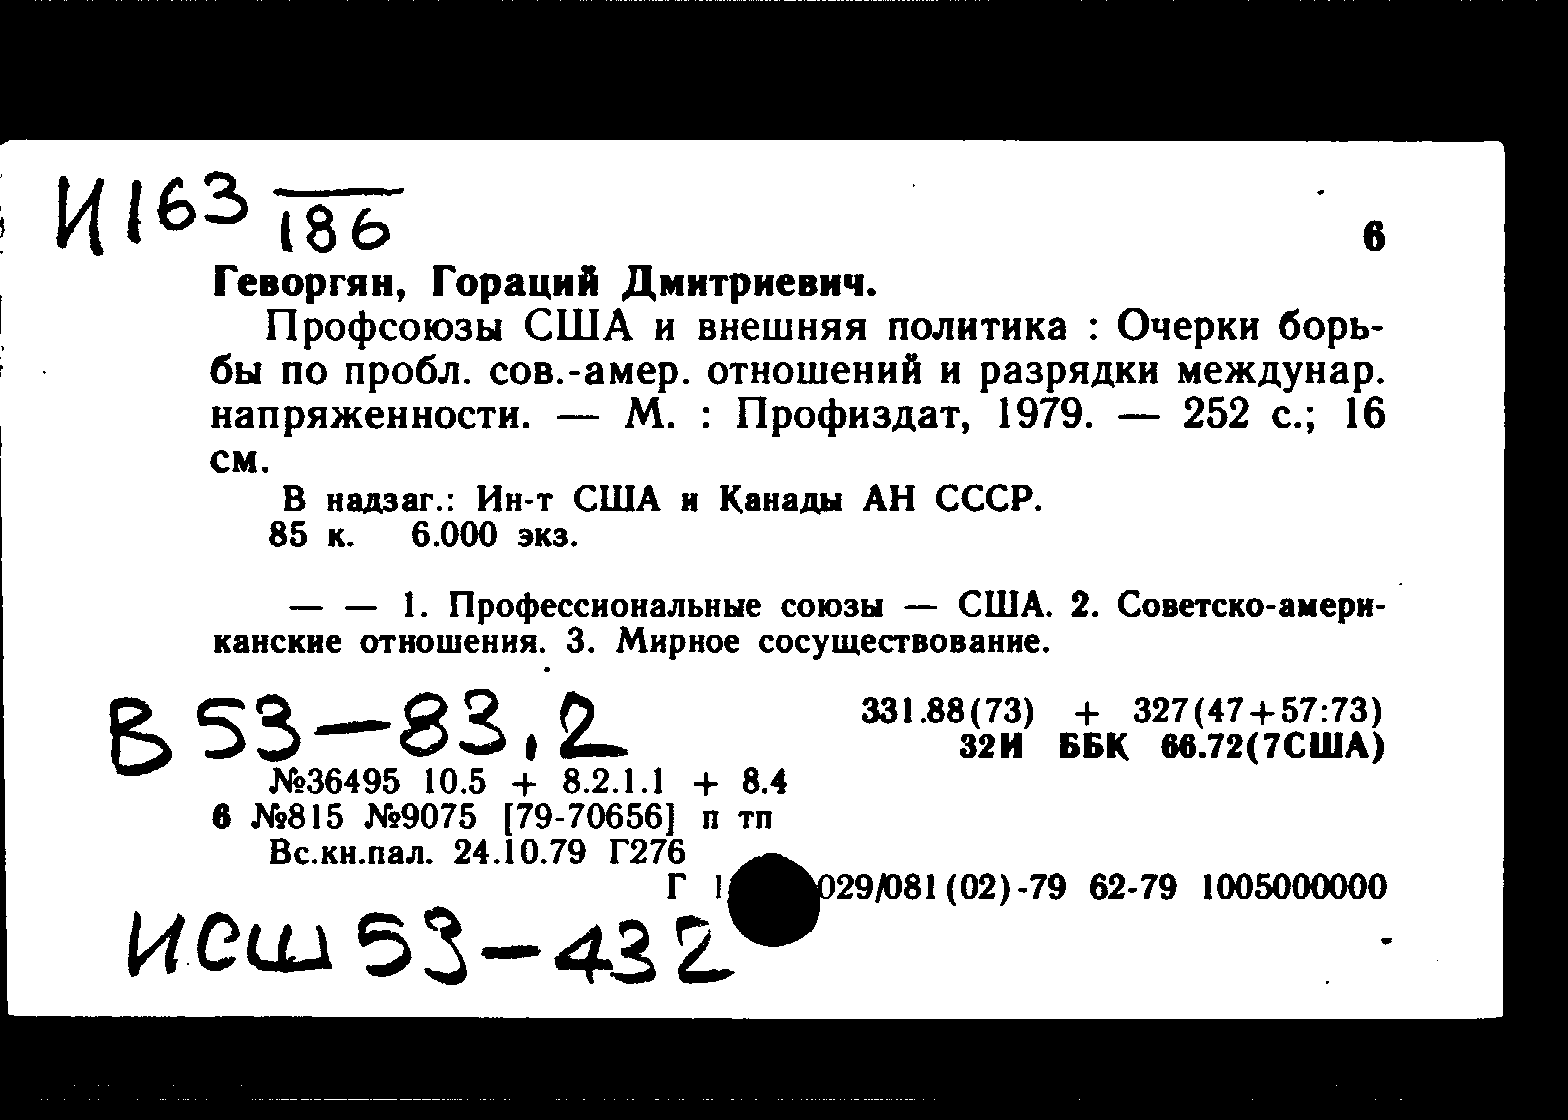 И163 186
6
Геворгян, Гораций Дмитриевич.
Профсоюзы США и внешняя политика : Очерки борь-
бы по пробл. сов.-амер. отношений и разрядки междунар.
напряженности. — М. : Профиздат, 1979. — 252 с.; 16
см.
В надзаг.: Ин-т США и Канады АН СССР.
85 к. 6.000 экз.
— — 1. Профессиональные союзы — США. 2. Советско-амери-
канские отношения. 3. Мирное сосуществование.
В 53—83.2
331.88(73) + 327(47+57:73)
32И ББК 66.72(7США)
№36495 10.5 + 8.2.1.1 + 8.4
6 №815 №9075 [79-70656] п тп
Вс.кн.пал. 24.10.79 Г276
Г 029/081(02)-79 62-79 1005000000
ИСШ 53—432